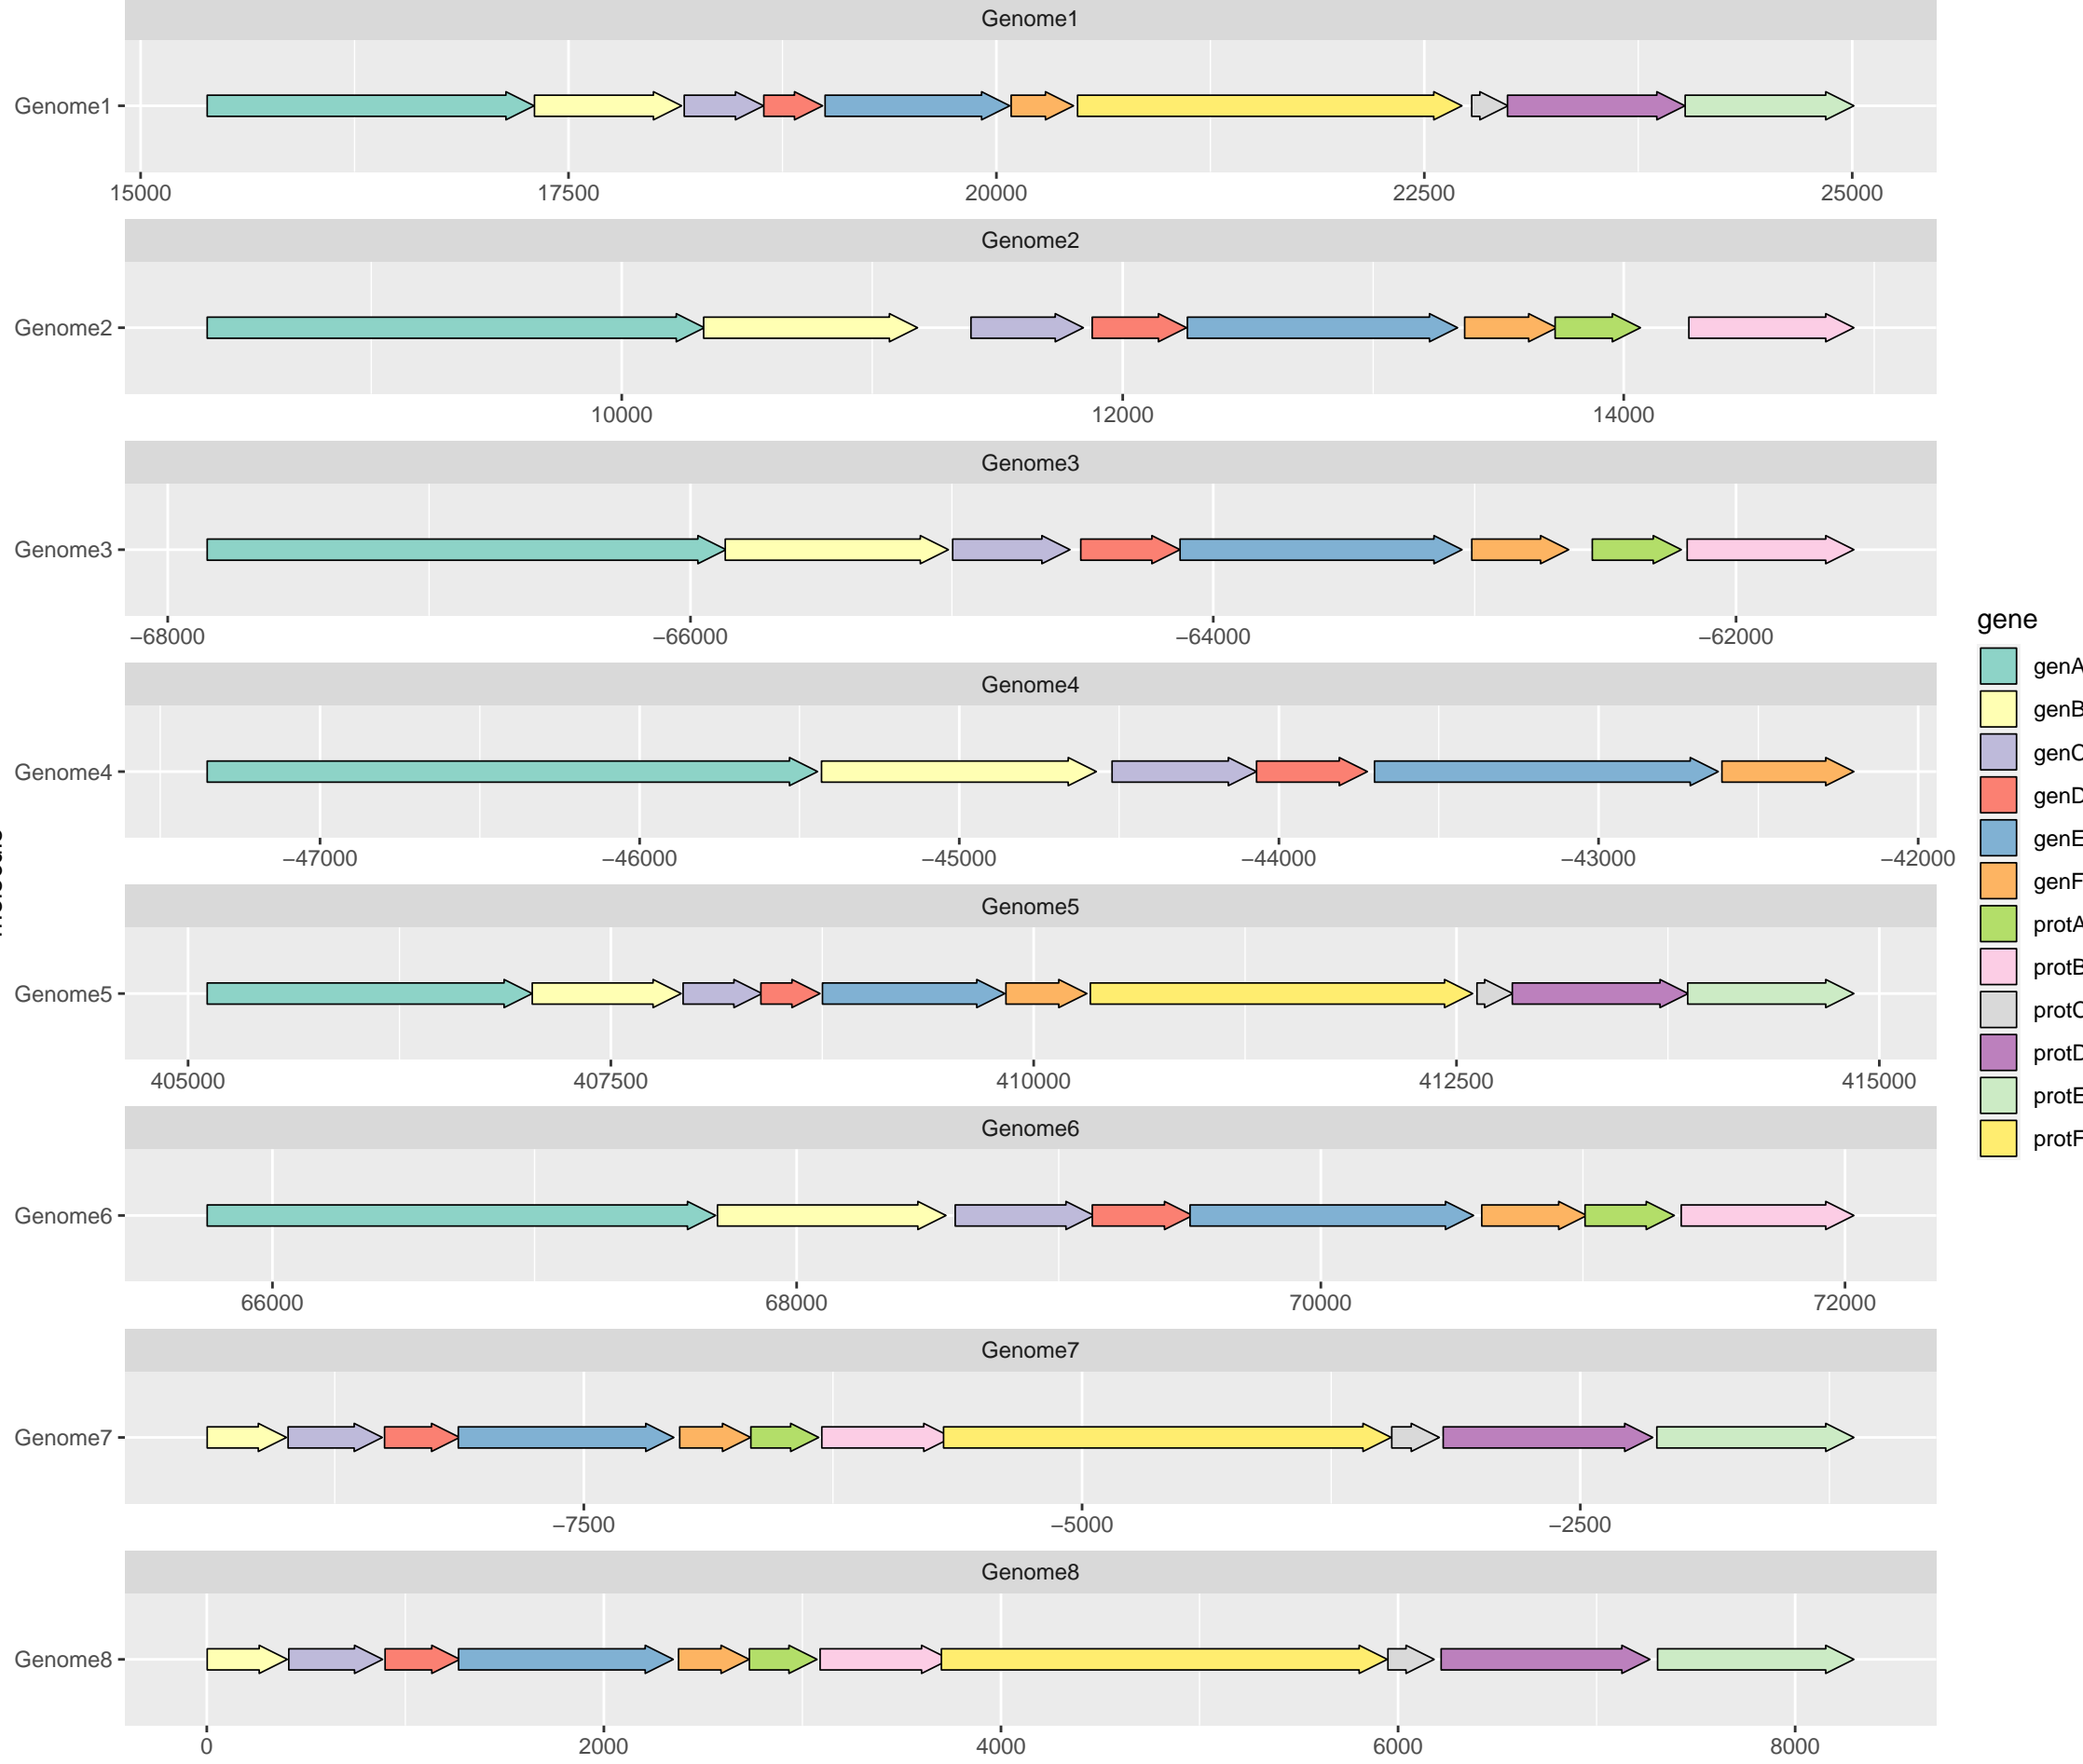 Genome1
Genome1
15000 17500 20000 22500 25000
Genome2
Genome2
10000 12000 14000
Genome3
Genome3
−68000 −66000 −64000 −62000
Genome4
Genome4
−47000 −46000 −45000 −44000 −43000 −42000
Genome5
Genome5
405000 407500 410000 412500 415000
Genome6
Genome6
66000 68000 70000 72000
Genome7
Genome7
−7500 −5000 −2500
Genome8
Genome8
0 2000 4000 6000 8000
gene
genA
genB
genC
genD
genE
genF
protA
protB
protC
protD
protE
protF